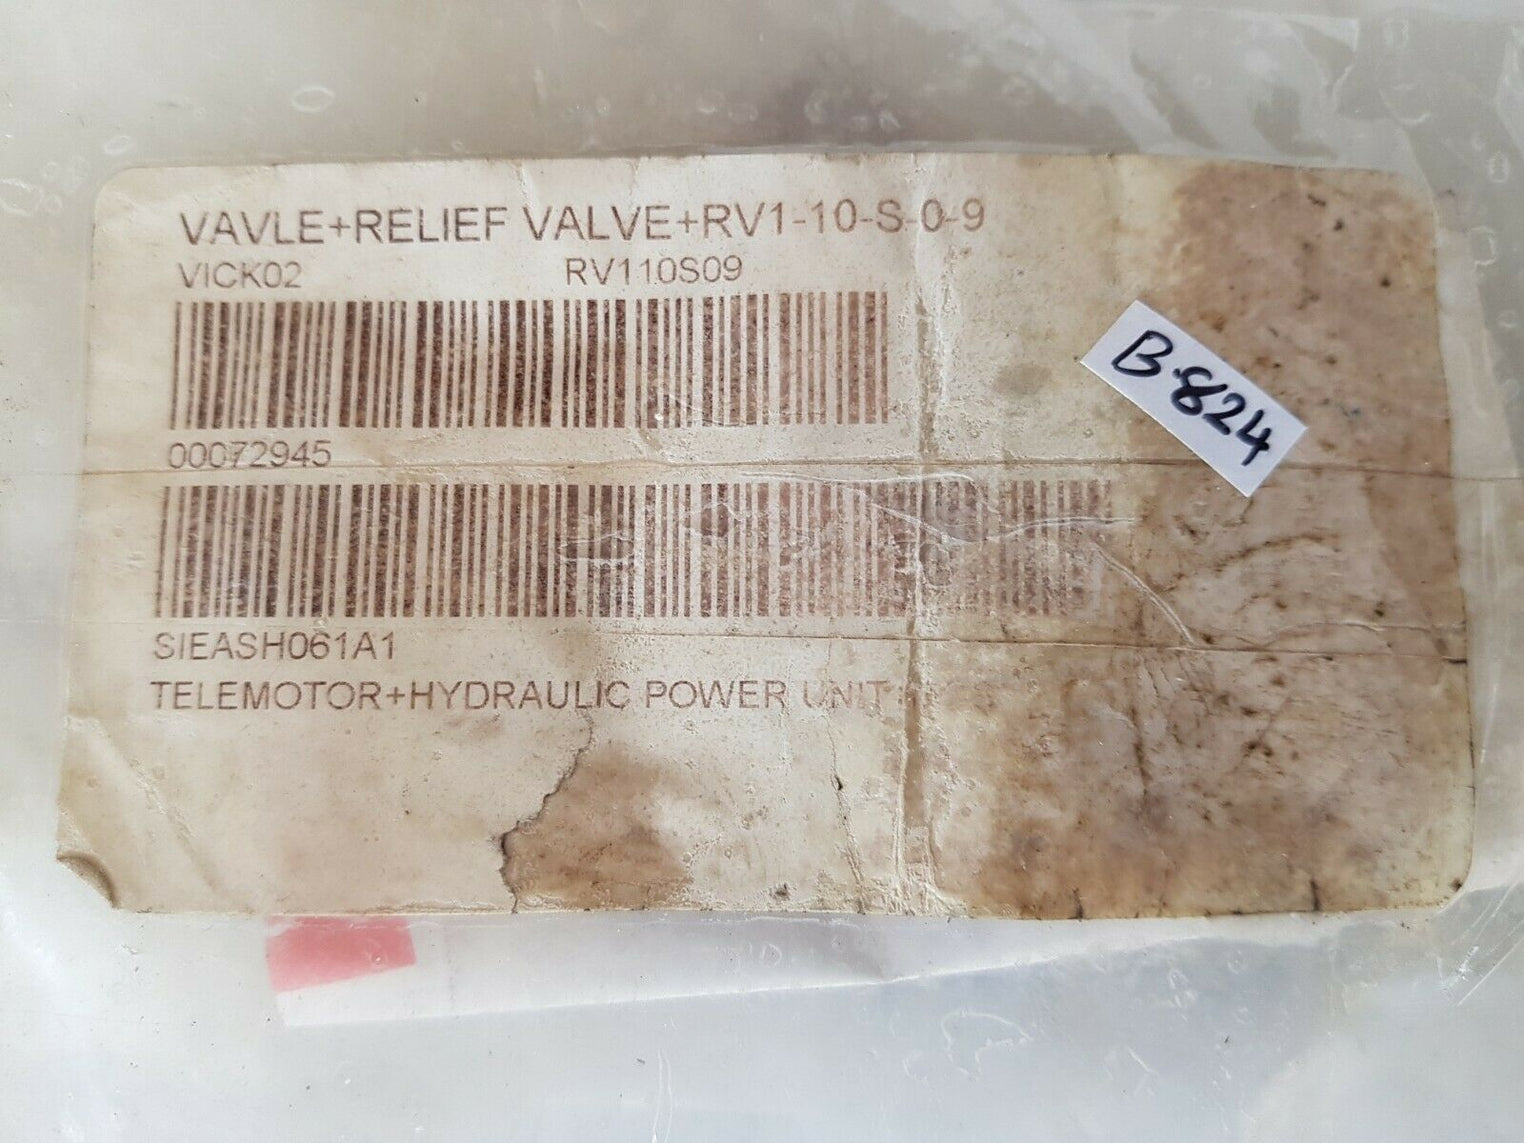 VAVLE+RELIEF VALVE+RV1-10-S-0-9
VICK02 RV110S09
00072945
SIEASH061A1
TELEMOTOR+HYDRAULIC POWER UNIT
B-824